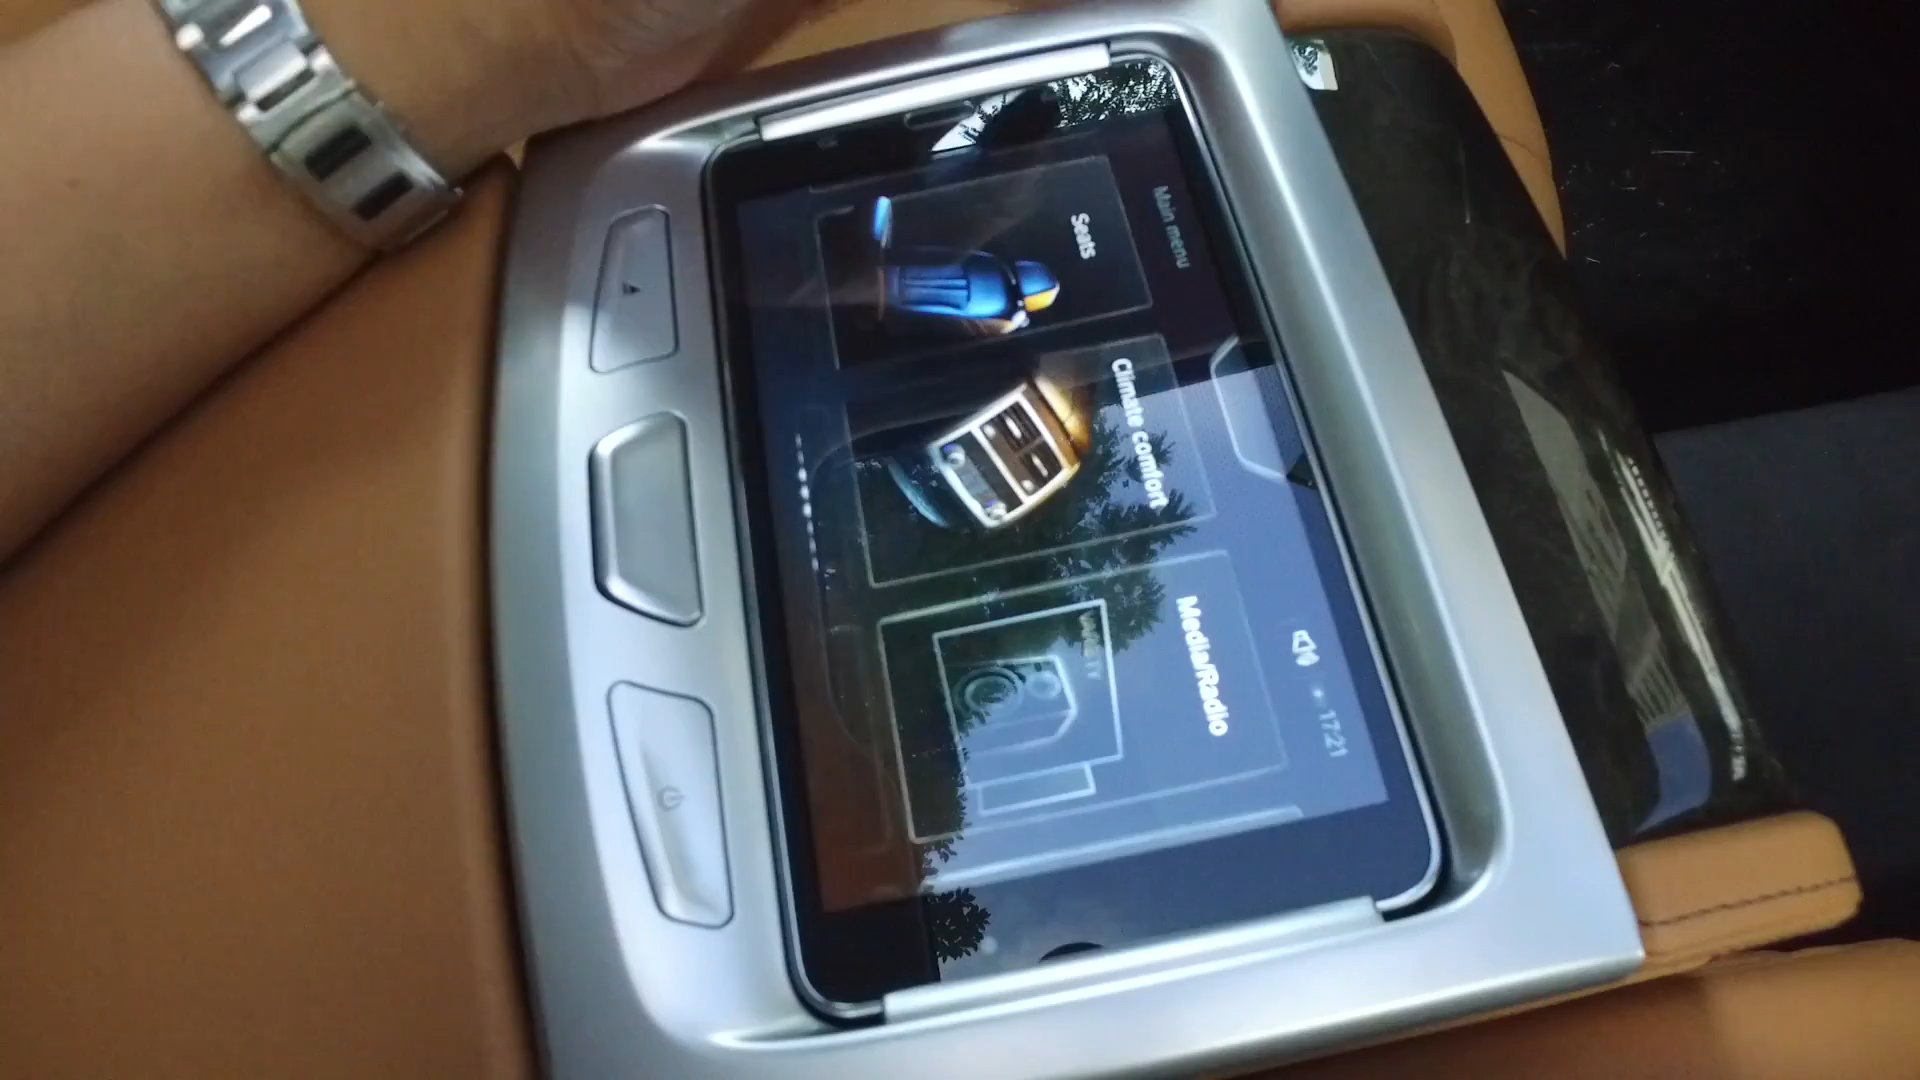 Main menu
17:21
Seats
Climate comfort
Media/Radio